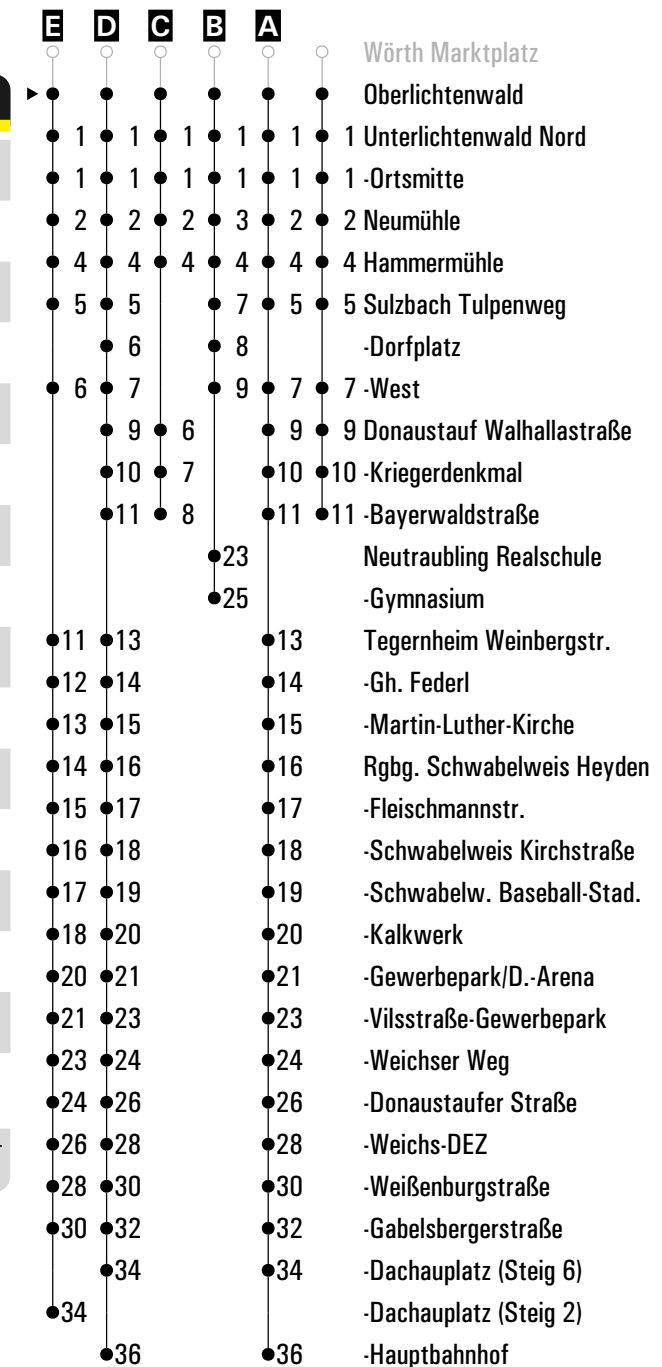 E D C B A
Wörth Marktplatz
Oberlichtenwald
1 1 1 1 1 1 Unterlichtenwald Nord
1 1 1 1 1 1 -Ortsmitte
2 2 2 3 2 2 Neumühle
4 4 4 4 4 4 Hammermühle
5 5 7 5 5 Sulzbach Tulpenweg
6 8 -Dorfplatz
6 7 9 7 7 -West
9 6 9 9 Donaustauf Walhallastraße
10 7 10 10 -Kriegerdenkmal
11 8 11 11 -Bayerwaldstraße
23 Neutraubling Realschule
25 -Gymnasium
11 13 13 Tegernheim Weinbergstr.
12 14 14 -Gh. Federl
13 15 15 -Martin-Luther-Kirche
14 16 16 Rgbg. Schwabelweis Heyden
15 17 17 -Fleischmannstr.
16 18 18 -Schwabelweis Kirchstraße
17 19 19 -Schwabelw. Baseball-Stad.
18 20 20 -Kalkwerk
20 21 21 -Gewerbepark/D.-Arena
21 23 23 -Vilsstraße-Gewerbepark
23 24 24 -Weichser Weg
24 26 26 -Donaustaufer Straße
26 28 28 -Weichs-DEZ
28 30 30 -Weißenburgstraße
30 32 32 -Gabelsbergerstraße
34 34 -Dachauplatz (Steig 6)
34 -Dachauplatz (Steig 2)
36 36 -Hauptbahnhof